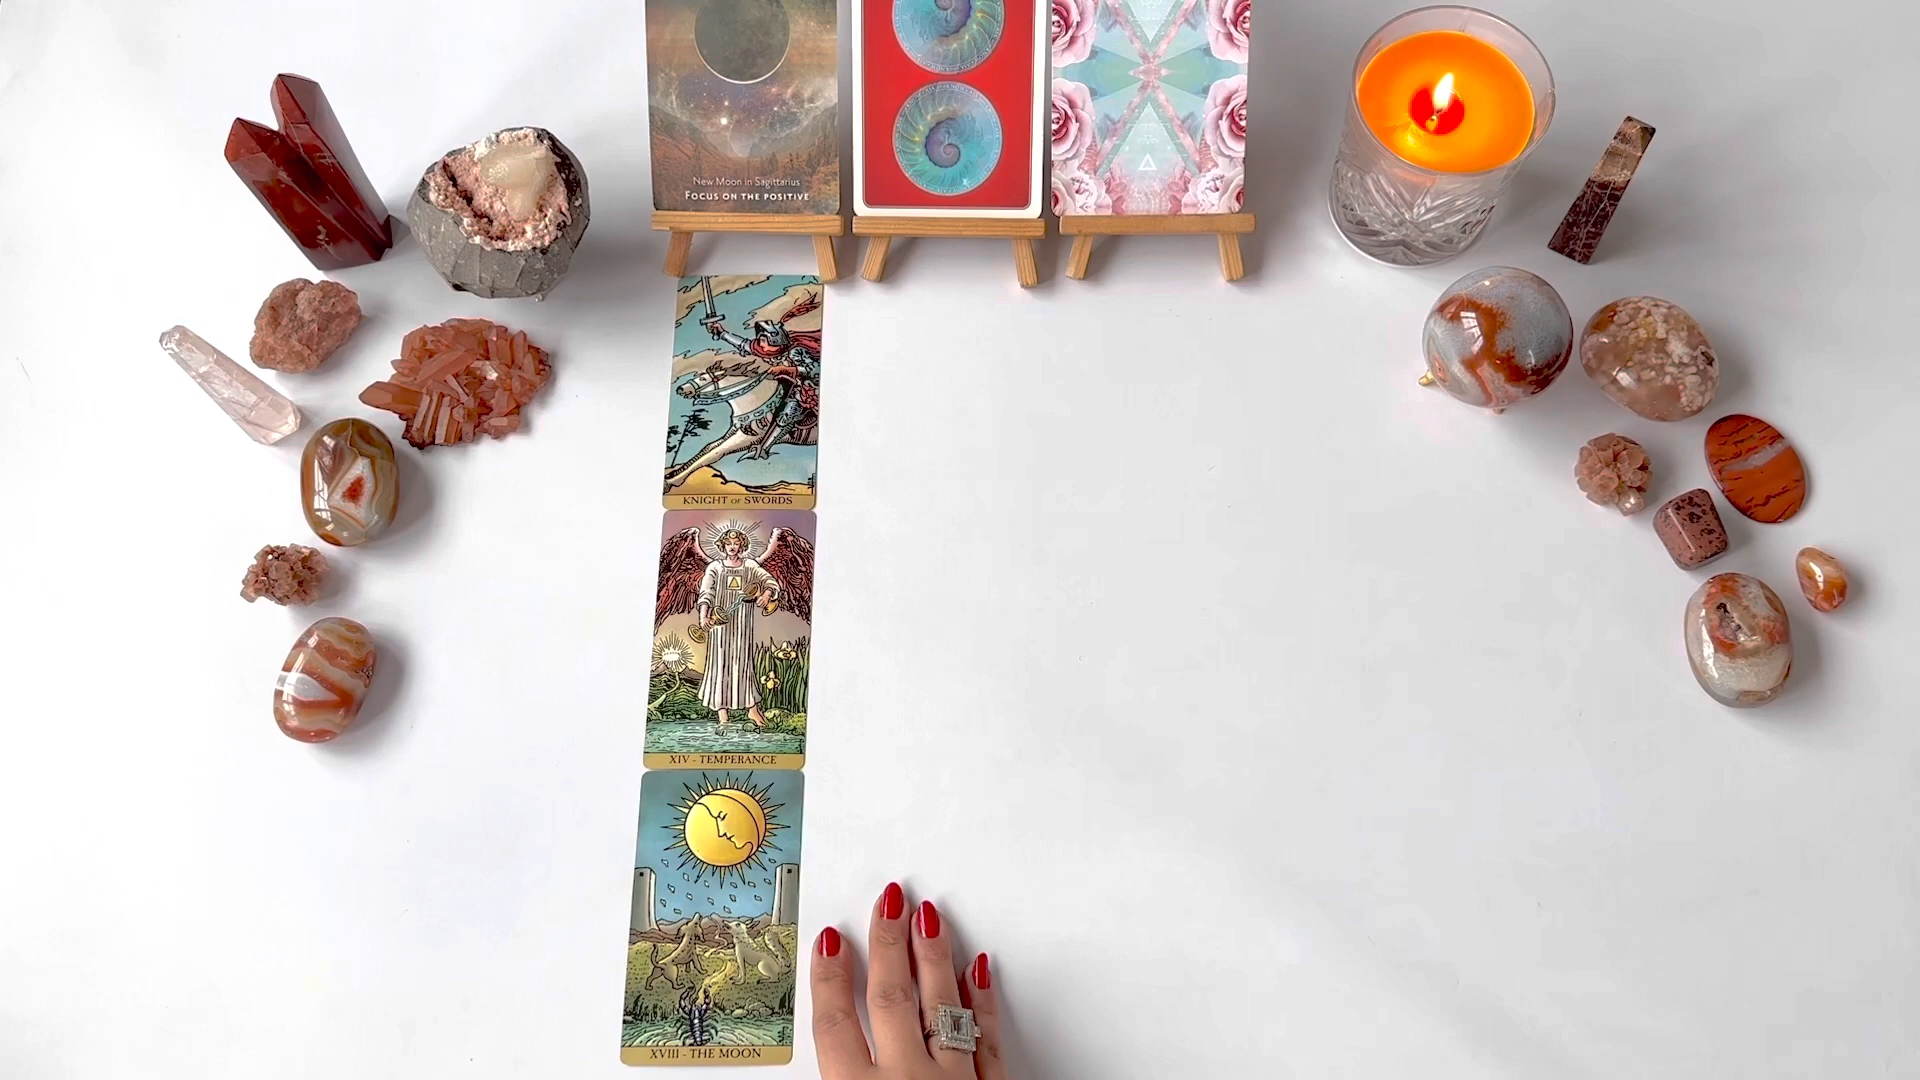 New Moon in Sagittarius
FOCUS ON THE POSITIVE
KNIGHT OF SWORDS
XIV - TEMPERANCE
XVIII - THE MOON